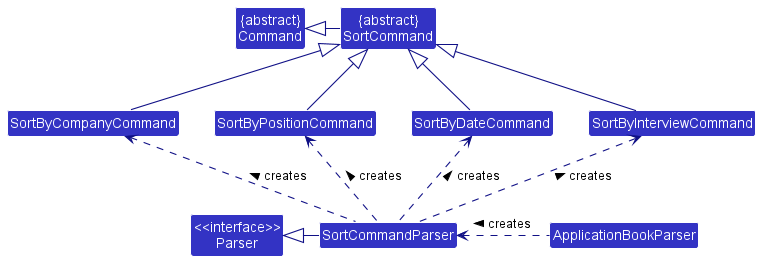 {abstract}
Command
{abstract}
SortCommand
SortByCompanyCommand
SortByPositionCommand
SortByDateCommand
SortByInterviewCommand
creates
creates
creates
creates
<<interface>>
Parser
SortCommandParser
creates
ApplicationBookParser